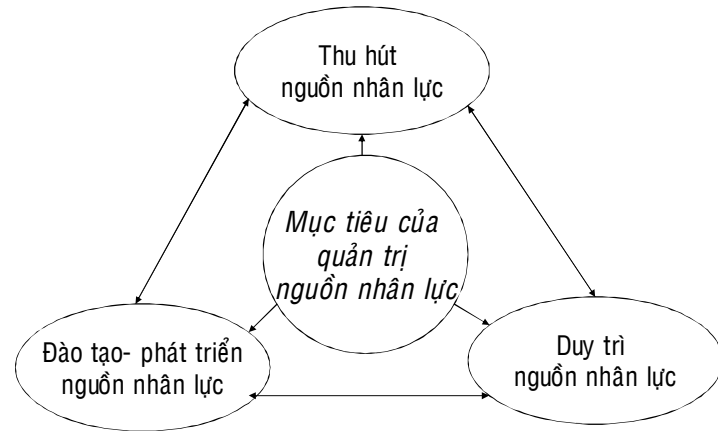 Thu hút
nguồn nhân lực
Mục tiêu của
quản trị
nguồn nhân lực
Đào tạo- phát triển
nguồn nhân lực
Duy trì
nguồn nhân lực